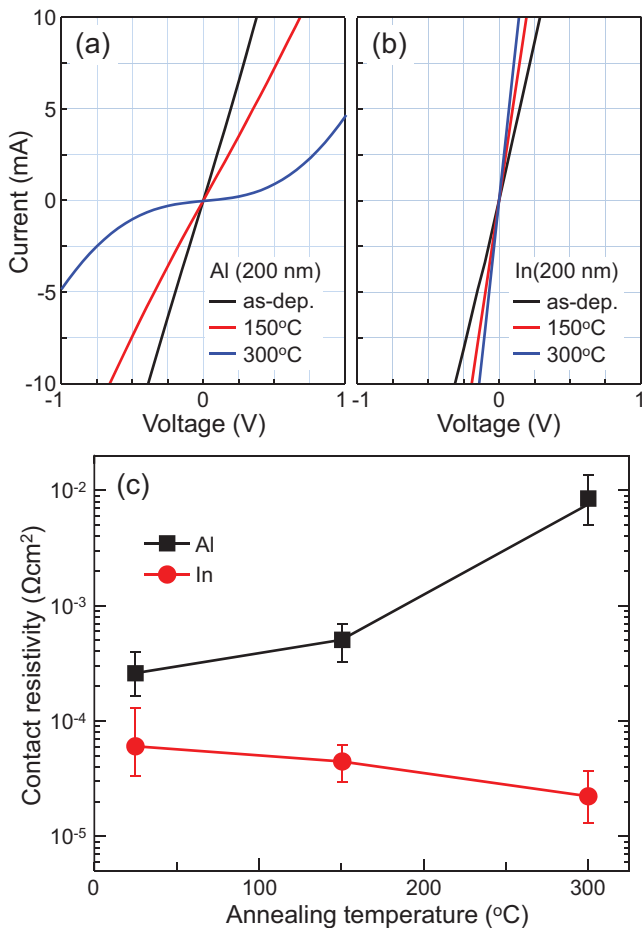 (a)
(b)
10
5
0
-5
-10
Current (mA)
Al (200 nm)
as-dep.
150°C
300°C
In(200 nm)
as-dep.
150°C
300°C
-1
0
1
-1
0
1
Voltage (V)
Voltage (V)
(c)
Al
In
10⁻²
10⁻³
10⁻⁴
10⁻⁵
Contact resistivity (Ωcm²)
0
100
200
300
Annealing temperature (°C)